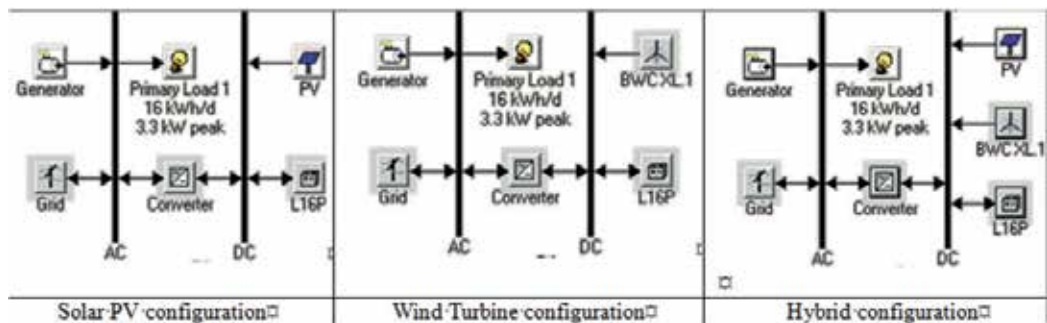 Generator
Primary Load 1
16 kWh/d
3.3 kW peak
PV
Grid
Converter
L16P
AC
DC
Solar·PV·configuration¤
Generator
Primary Load 1
16 kWh/d
3.3 kW peak
BWC XL.1
Grid
Converter
L16P
AC
DC
¤
Wind·Turbine·configuration¤
Generator
Primary Load 1
16 kWh/d
3.3 kW peak
PV
BWC XL.1
Grid
Converter
L16P
AC
DC
¤
Hybrid·configuration¤